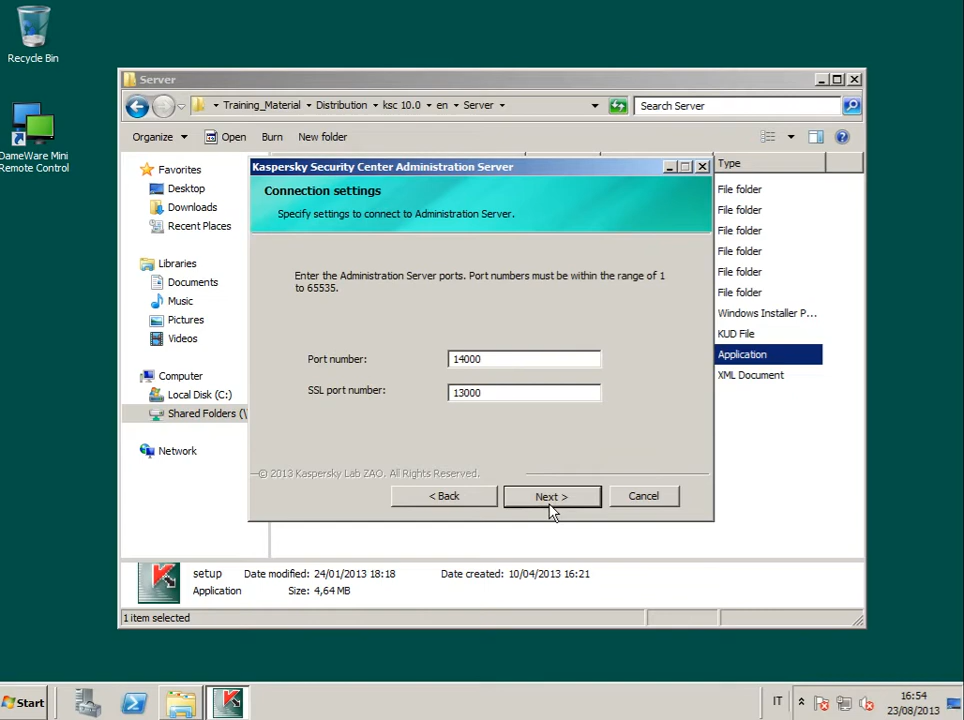 Recycle Bin
DameWare Mini
Remote Control
Server
Training_Material
Distribution
ksc 10.0
en
Server
Search Server
Organize
Open
Burn
New folder
Favorites
Desktop
Downloads
Recent Places
Libraries
Documents
Music
Pictures
Videos
Computer
Local Disk (C:)
Shared Folders (\
Network
Type
File folder
File folder
File folder
File folder
File folder
File folder
Windows Installer P...
KUD File
Application
XML Document
Kaspersky Security Center Administration Server
Connection settings
Specify settings to connect to Administration Server.
Enter the Administration Server ports. Port numbers must be within the range of 1
to 65535.
Port number:
14000
SSL port number:
13000
© 2013 Kaspersky Lab ZAO. All Rights Reserved.
< Back
Next >
Cancel
setup
Date modified: 24/01/2013 18:18
Date created: 10/04/2013 16:21
Application
Size: 4,64 MB
1 item selected
Start
IT
16:54
23/08/2013